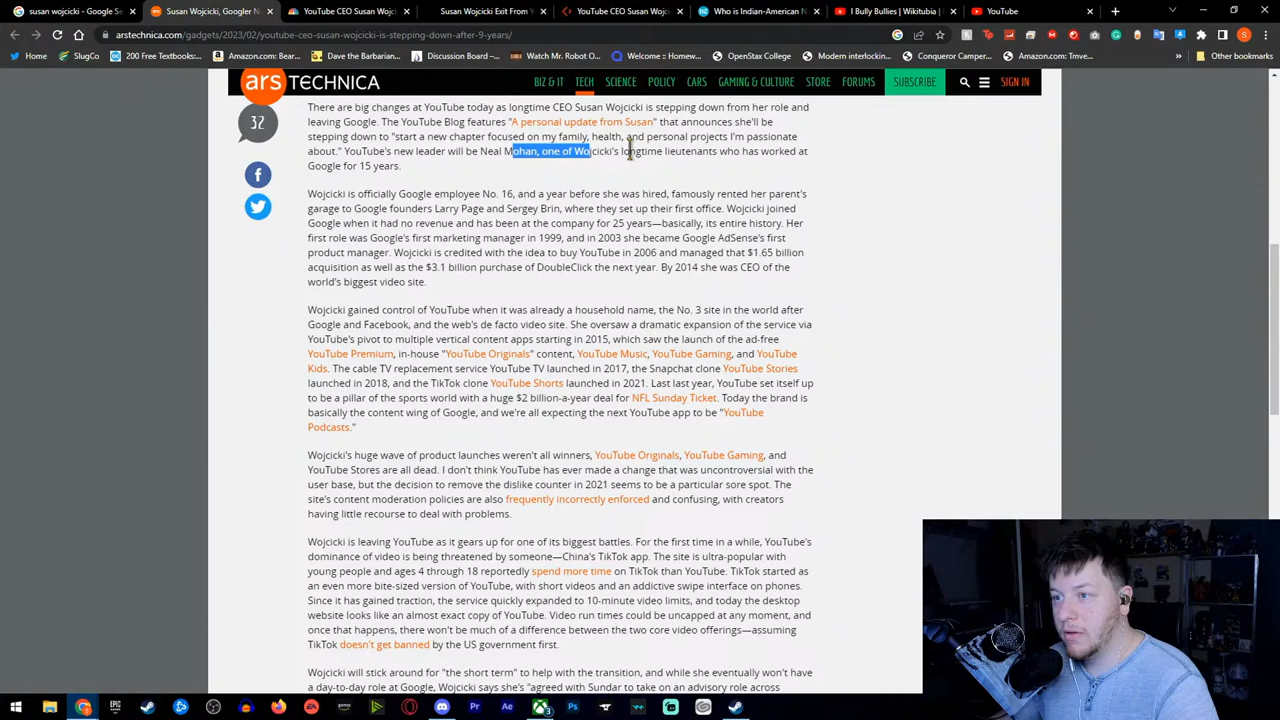 susan wojcicki - Google S
Susan Wojcicki, Googler N
YouTube CEO Susan Wojcicki
Susan Wojcicki Exit From Y
YouTube CEO Susan Wojcic
Who is Indian-American N
I Bully Bullies | Wikitubia | F
YouTube
arstechnica.com/gadgets/2023/02/youtube-ceo-susan-wojcicki-is-stepping-down-after-9-years/
Home
200 Free Textbooks:...
Dave the Barbarian...
Discussion Board –...
Watch Mr. Robot O...
Welcome :: Homew...
OpenStax College
Modern interlockin...
Conqueror Camper...
Amazon.com: Tmve...
Other bookmarks
ars TECHNICA
BIZ & IT TECH SCIENCE POLICY CARS GAMING & CULTURE STORE FORUMS SUBSCRIBE SIGN IN
32
There are big changes at YouTube today as longtime CEO Susan Wojcicki is stepping down from her role and
leaving Google. The YouTube Blog features "A personal update from Susan" that announces she'll be
stepping down to "start a new chapter focused on my family, health, and personal projects I'm passionate
about." YouTube's new leader will be Neal Mohan, one of Wojcicki's longtime lieutenants who has worked at
Google for 15 years.
Wojcicki is officially Google employee No. 16, and a year before she was hired, famously rented her parent's
garage to Google founders Larry Page and Sergey Brin, where they set up their first office. Wojcicki joined
Google when it had no revenue and has been at the company for 25 years—basically, its entire history. Her
first role was Google's first marketing manager in 1999, and in 2003 she became Google AdSense's first
product manager. Wojcicki is credited with the idea to buy YouTube in 2006 and managed that $1.65 billion
acquisition as well as the $3.1 billion purchase of DoubleClick the next year. By 2014 she was CEO of the
world's biggest video site.
Wojcicki gained control of YouTube when it was already a household name, the No. 3 site in the world after
Google and Facebook, and the web's de facto video site. She oversaw a dramatic expansion of the service via
YouTube's pivot to multiple vertical content apps starting in 2015, which saw the launch of the ad-free
YouTube Premium, in-house "YouTube Originals" content, YouTube Music, YouTube Gaming, and YouTube
Kids. The cable TV replacement service YouTube TV launched in 2017, the Snapchat clone YouTube Stories
launched in 2018, and the TikTok clone YouTube Shorts launched in 2021. Last last year, YouTube set itself up
to be a pillar of the sports world with a huge $2 billion-a-year deal for NFL Sunday Ticket. Today the brand is
basically the content wing of Google, and we're all expecting the next YouTube app to be "YouTube
Podcasts."
Wojcicki's huge wave of product launches weren't all winners, YouTube Originals, YouTube Gaming, and
YouTube Stores are all dead. I don't think YouTube has ever made a change that was uncontroversial with the
user base, but the decision to remove the dislike counter in 2021 seems to be a particular sore spot. The
site's content moderation policies are also frequently incorrectly enforced and confusing, with creators
having little recourse to deal with problems.
Wojcicki is leaving YouTube as it gears up for one of its biggest battles. For the first time in a while, YouTube's
dominance of video is being threatened by someone—China's TikTok app. The site is ultra-popular with
young people and ages 4 through 18 reportedly spend more time on TikTok than YouTube. TikTok started as
an even more bite-sized version of YouTube, with short videos and an addictive swipe interface on phones.
Since it has gained traction, the service quickly expanded to 10-minute video limits, and today the desktop
website looks like an almost exact copy of YouTube. Video run times could be uncapped at any moment, and
once that happens, there won't be much of a difference between the two core video offerings—assuming
TikTok doesn't get banned by the US government first.
Wojcicki will stick around for "the short term" to help with the transition, and while she eventually won't have
a day-to-day role at Google, Wojcicki says she's "agreed with Sundar to take on an advisory role across